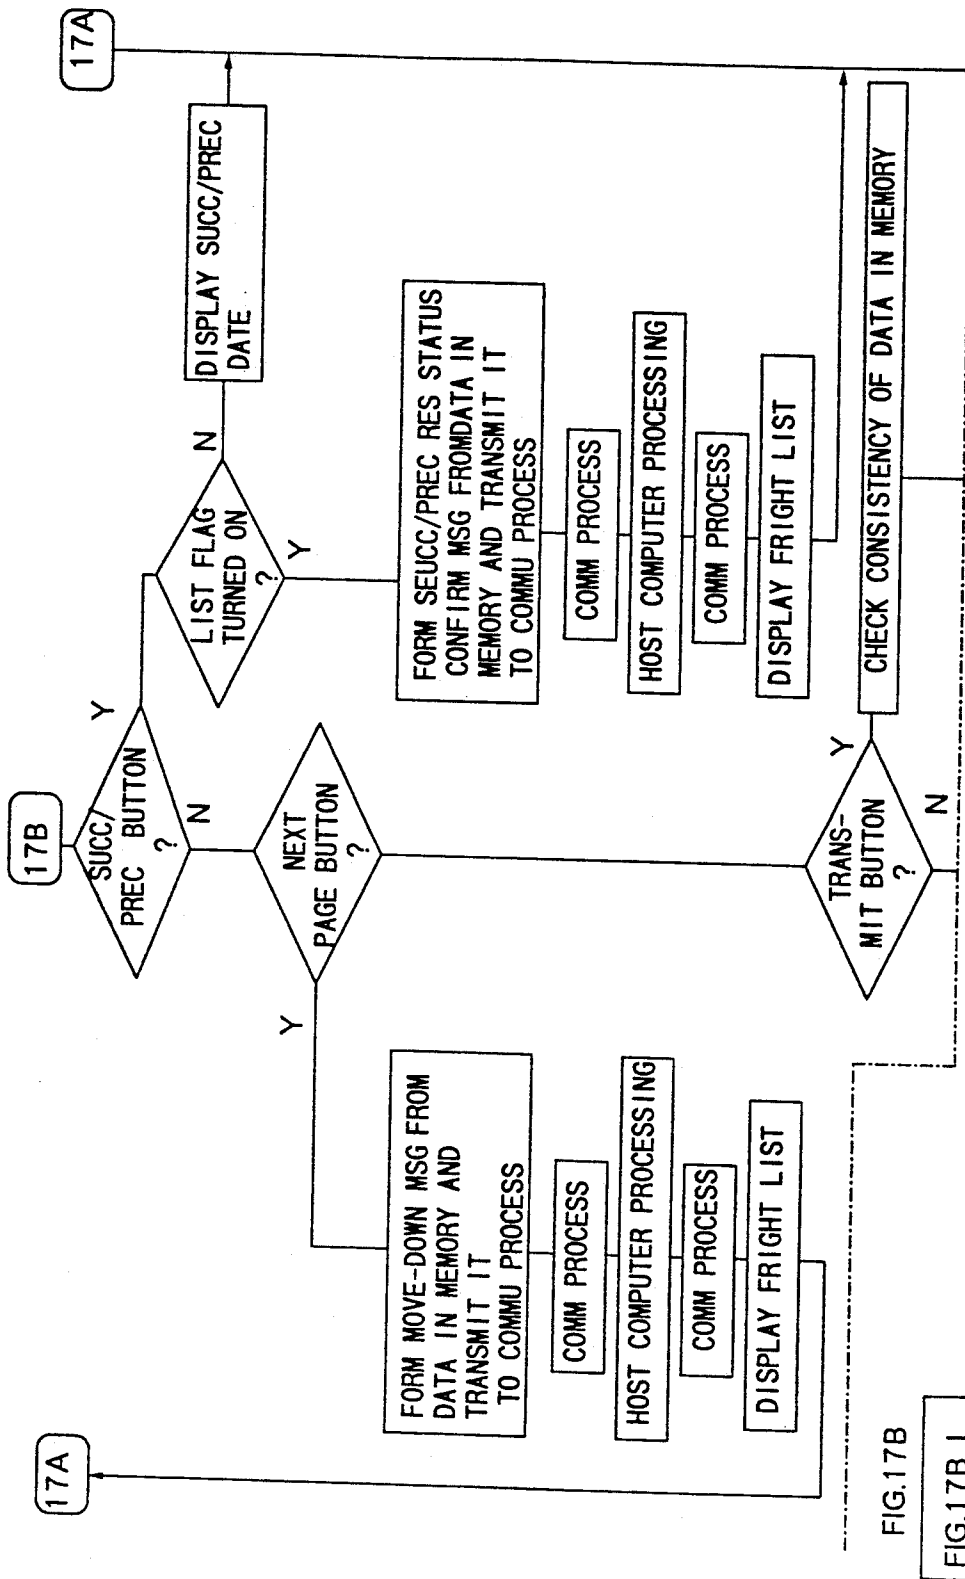 17A
17B
17A
SUCC/
PREC BUTTON
?
Y
N
LIST FLAG
TURNED ON
?
N
Y
DISPLAY SUCC/PREC
DATE
NEXT
PAGE BUTTON
?
Y
FORM SEUCC/PREC RES STATUS
CONFIRM MSG FROMDATA IN
MEMORY AND TRANSMIT IT
TO COMMU PROCESS
COMM PROCESS
HOST COMPUTER PROCESSING
COMM PROCESS
DISPLAY FRIGHT LIST
FORM MOVE-DOWN MSG FROM
DATA IN MEMORY AND
TRANSMIT IT
TO COMMU PROCESS
COMM PROCESS
HOST COMPUTER PROCESSING
COMM PROCESS
DISPLAY FRIGHT LIST
TRANS-
MIT BUTTON
?
Y
N
CHECK CONSISTENCY OF DATA IN MEMORY
FIG.17B
FIG.17B I